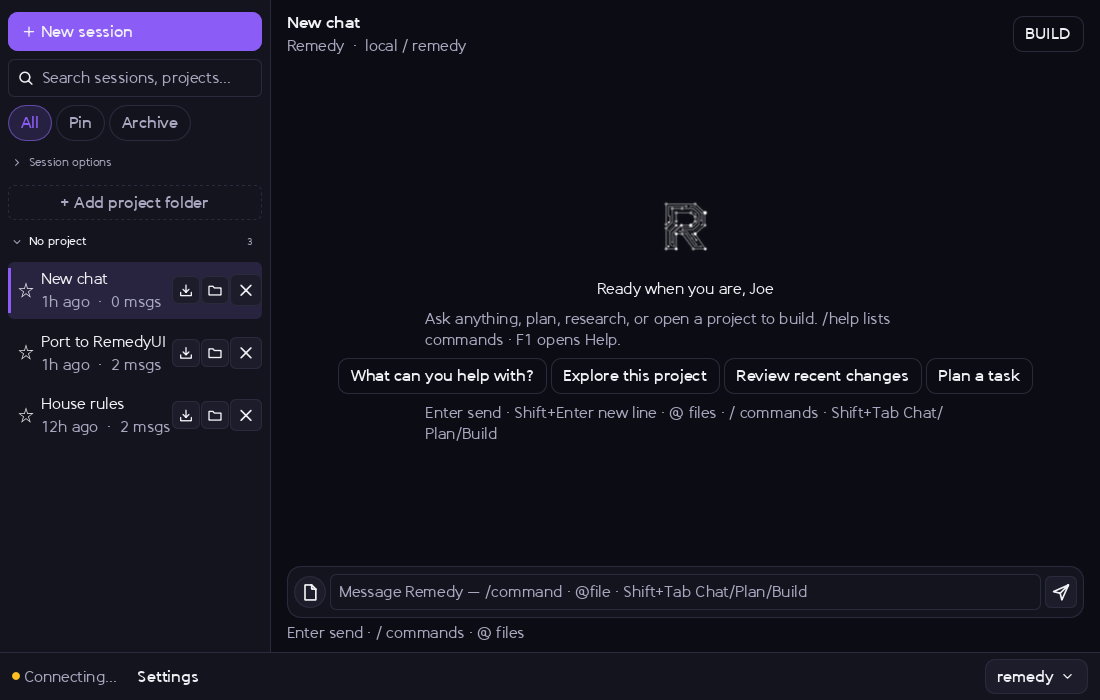 + New session
Search sessions, projects...
All
Pin
Archive
Session options
+ Add project folder
No project
3
New chat
1h ago · 0 msgs
Port to RemedyUI
1h ago · 2 msgs
House rules
12h ago · 2 msgs
New chat
Remedy · local / remedy
BUILD
R
Ready when you are, Joe
Ask anything, plan, research, or open a project to build. /help lists
commands · F1 opens Help.
What can you help with?
Explore this project
Review recent changes
Plan a task
Enter send · Shift+Enter new line · @ files · / commands · Shift+Tab Chat/
Plan/Build
Message Remedy — /command · @file · Shift+Tab Chat/Plan/Build
Enter send · / commands · @ files
Connecting...
Settings
remedy